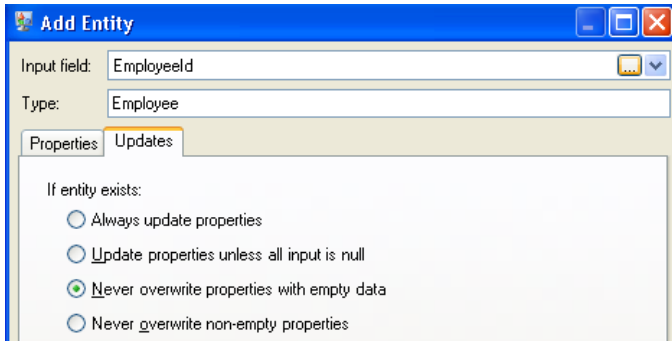 Add Entity
Input field: EmployeeId ...
Type: Employee
Properties Updates
If entity exists:
Always update properties
Update properties unless all input is null
Never overwrite properties with empty data
Never overwrite non-empty properties